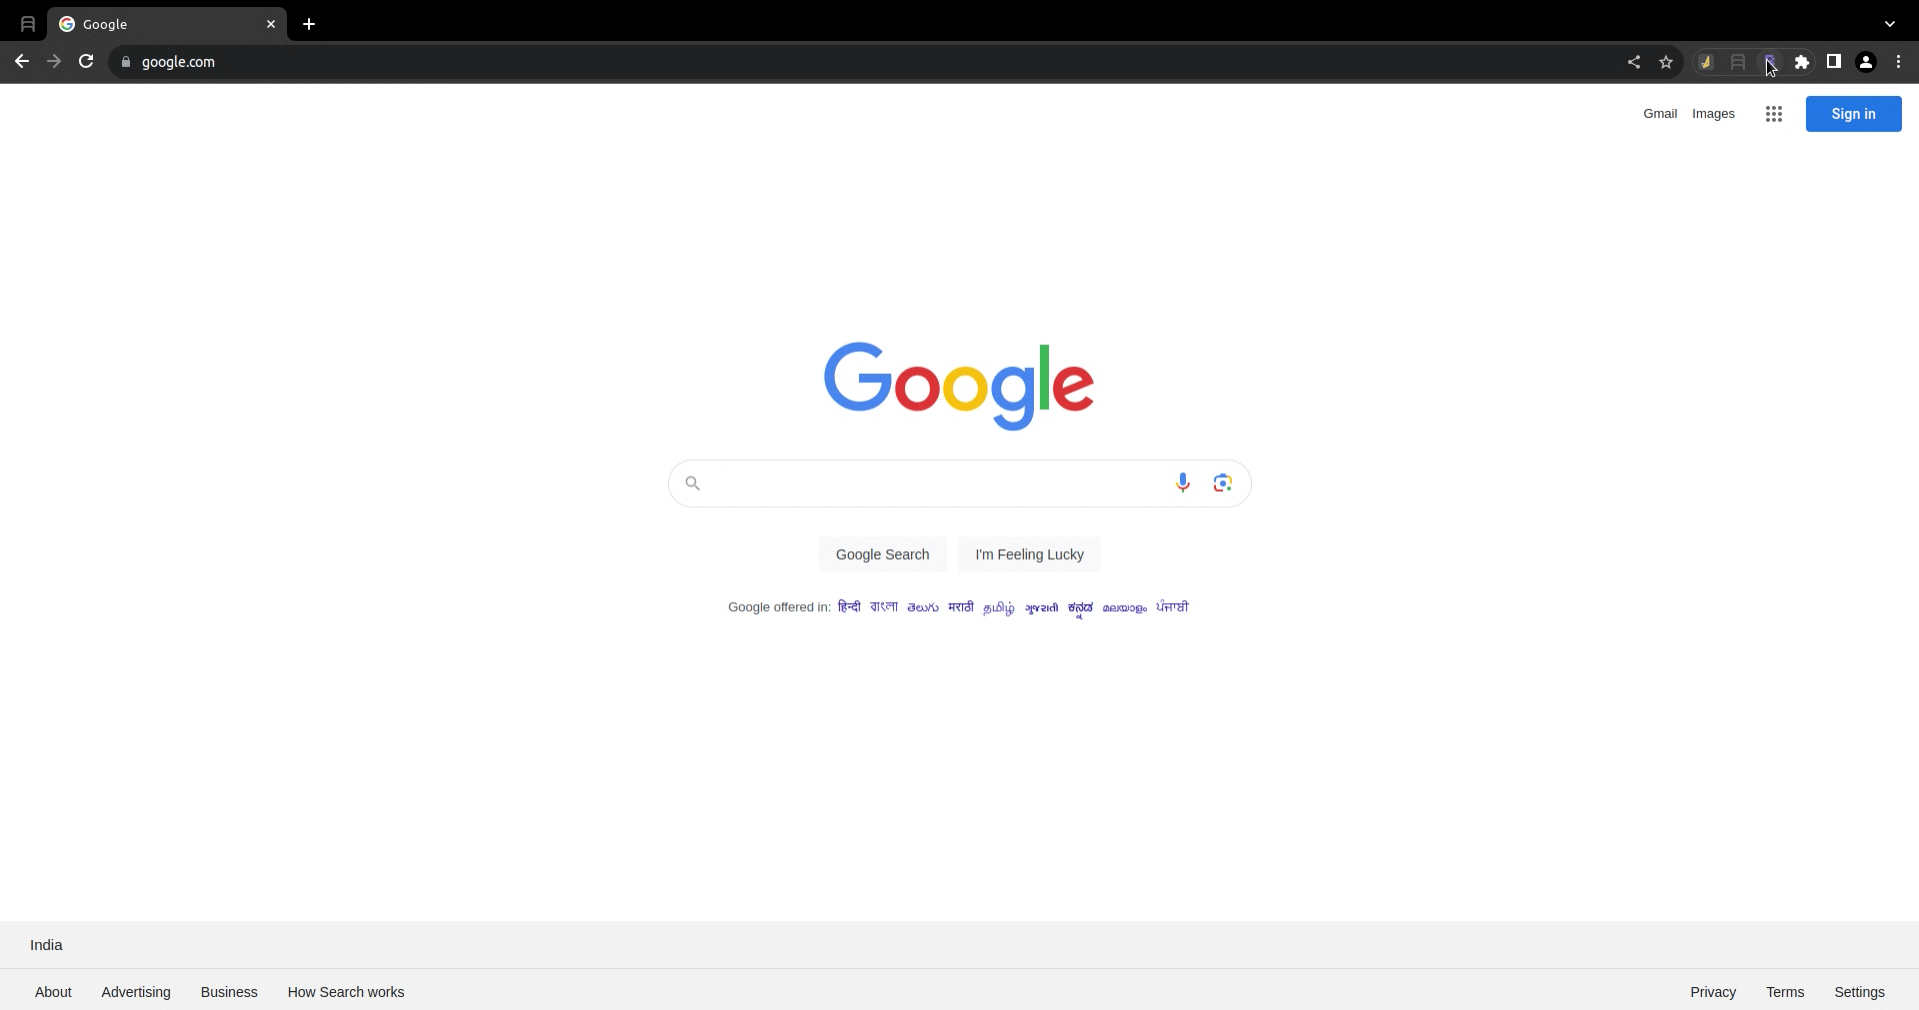 Google
google.com
Gmail Images Sign in
Google
Google Search I'm Feeling Lucky
Google offered in: हिन्दी বাংলা తెలుగు मराठी தமிழ் ગુજરાતી ಕನ್ನಡ മലയാളം ਪੰਜਾਬੀ
India
About Advertising Business How Search works Privacy Terms Settings